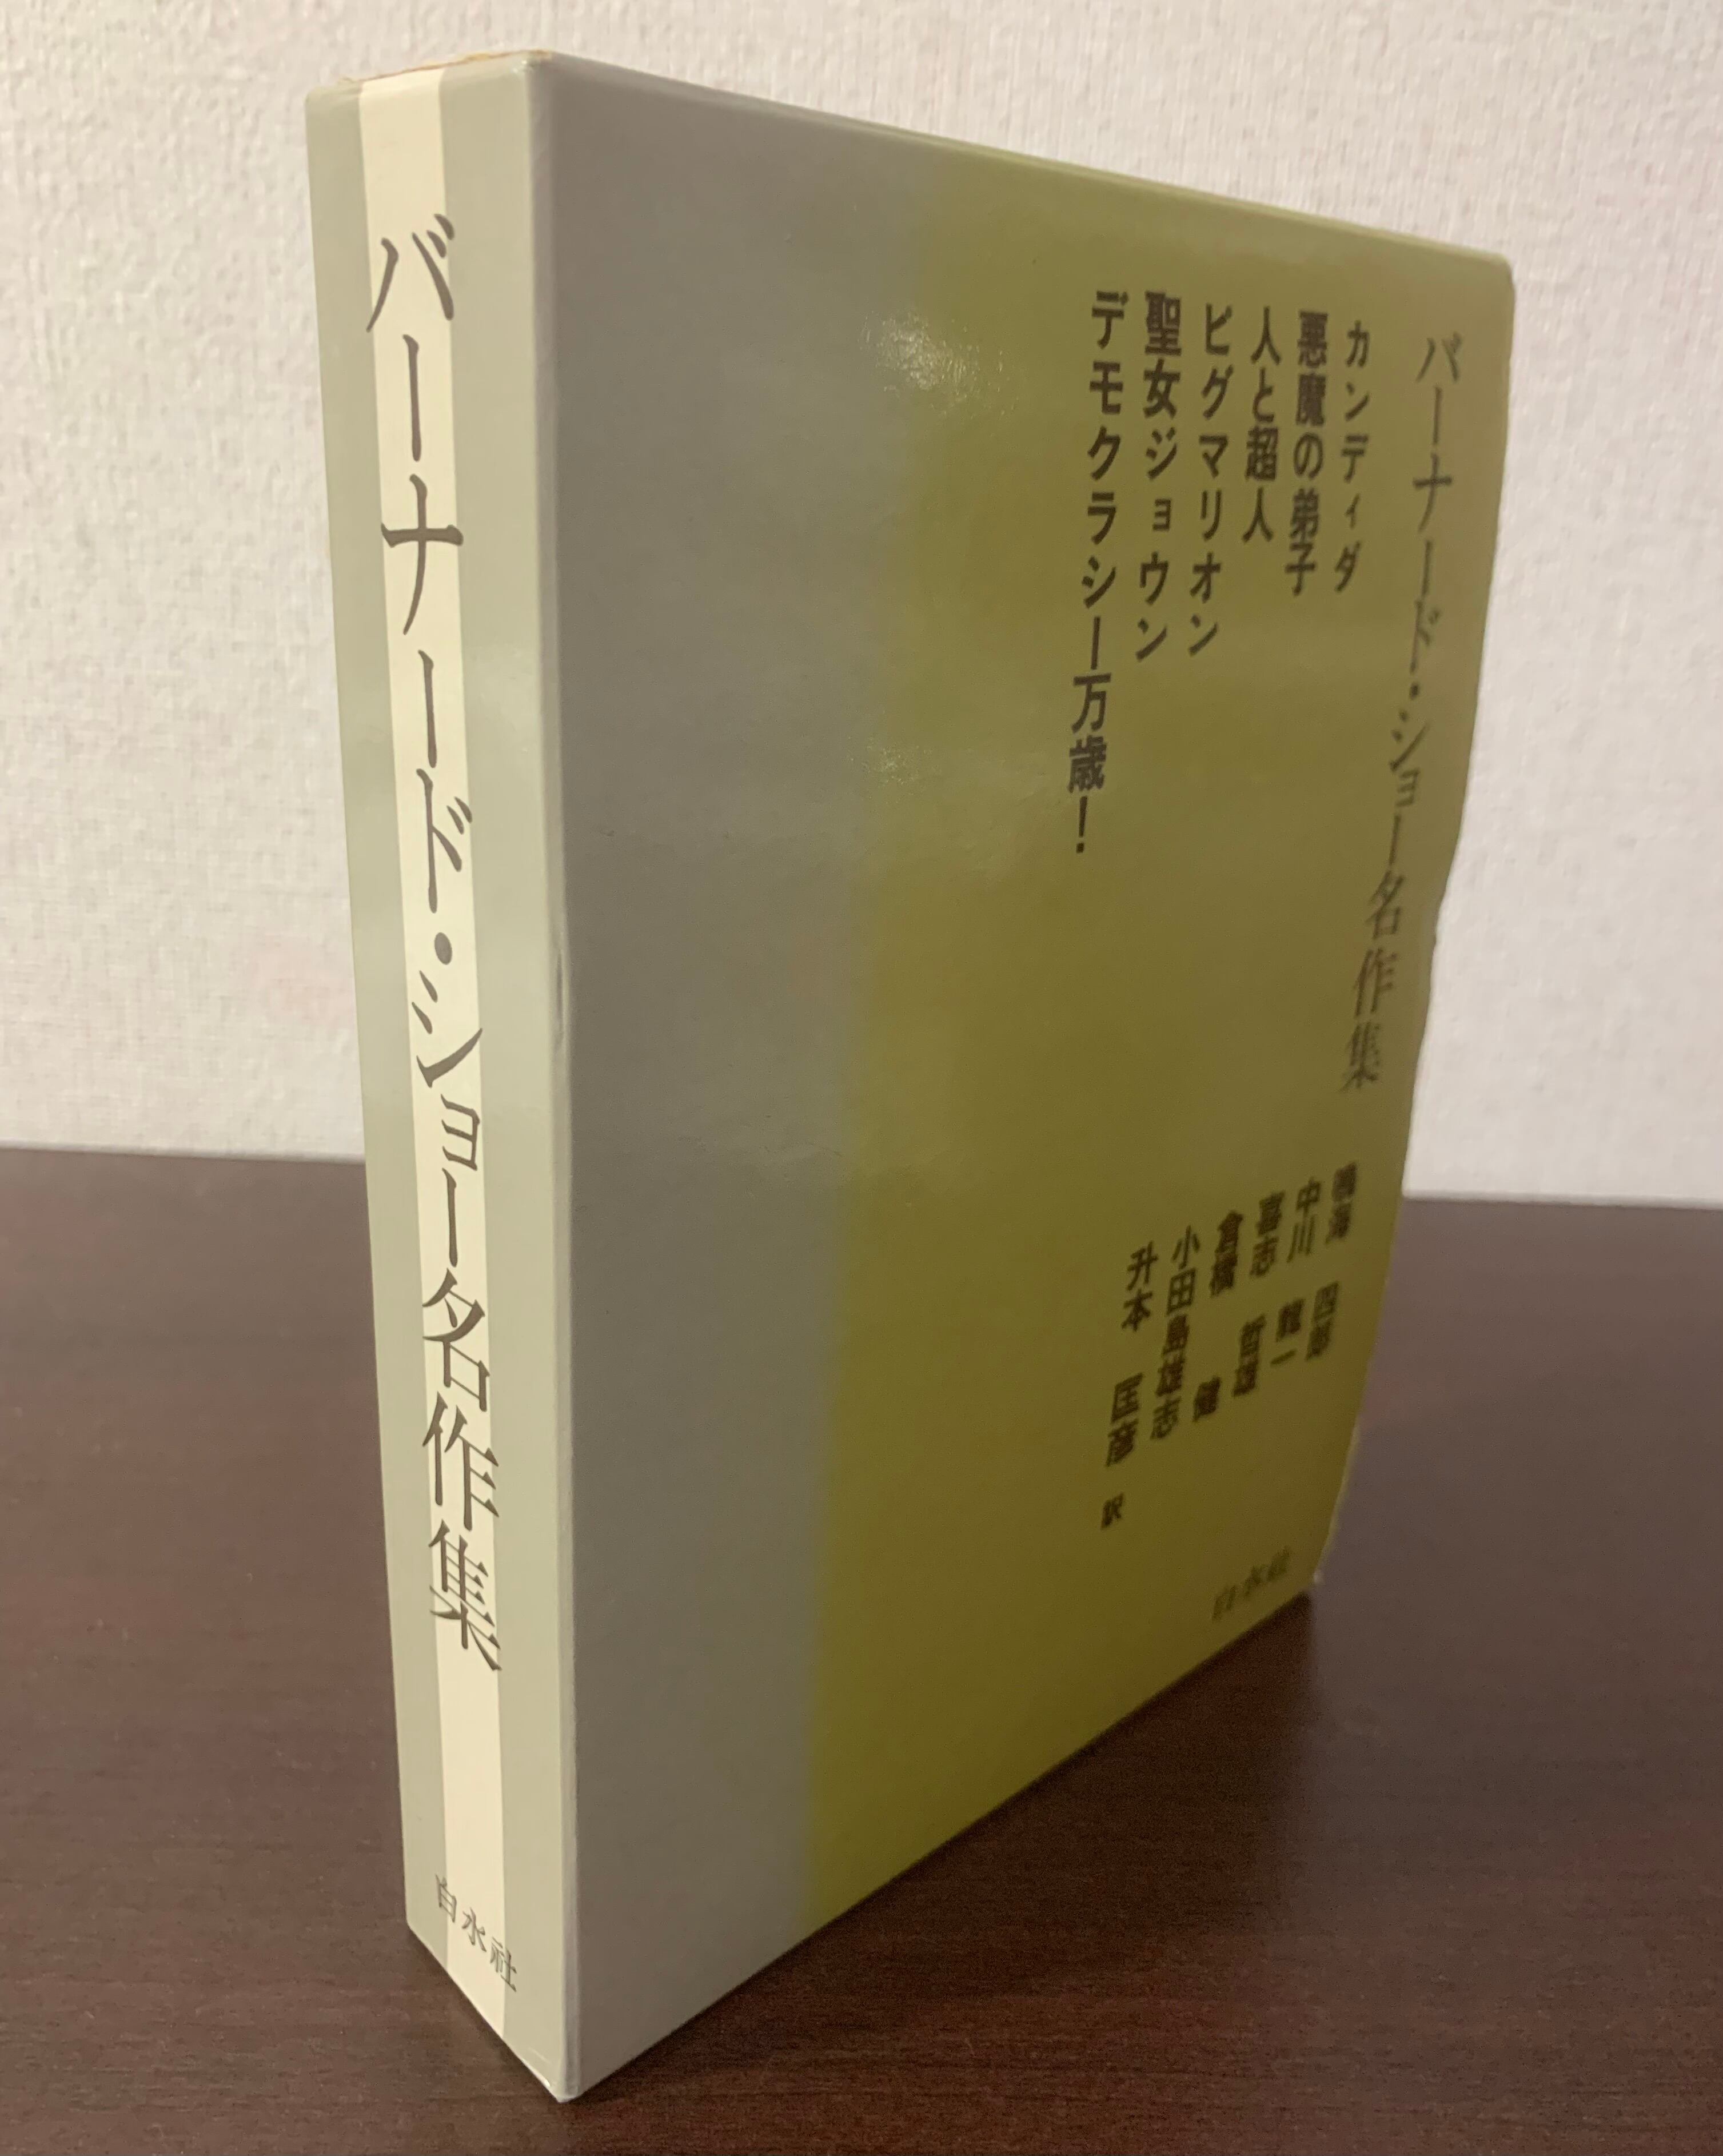 バーナード・ショー名作集
白水社
バーナード・ショー名作集
カンディダ
悪魔の弟子
人と超人
ピグマリオン
聖女ジョウン
デモクラシー万歳!
鳴海 四郎
中川 龍一
喜志 哲雄
倉橋 健
小田島雄志
升本 匡彦 訳
白水社